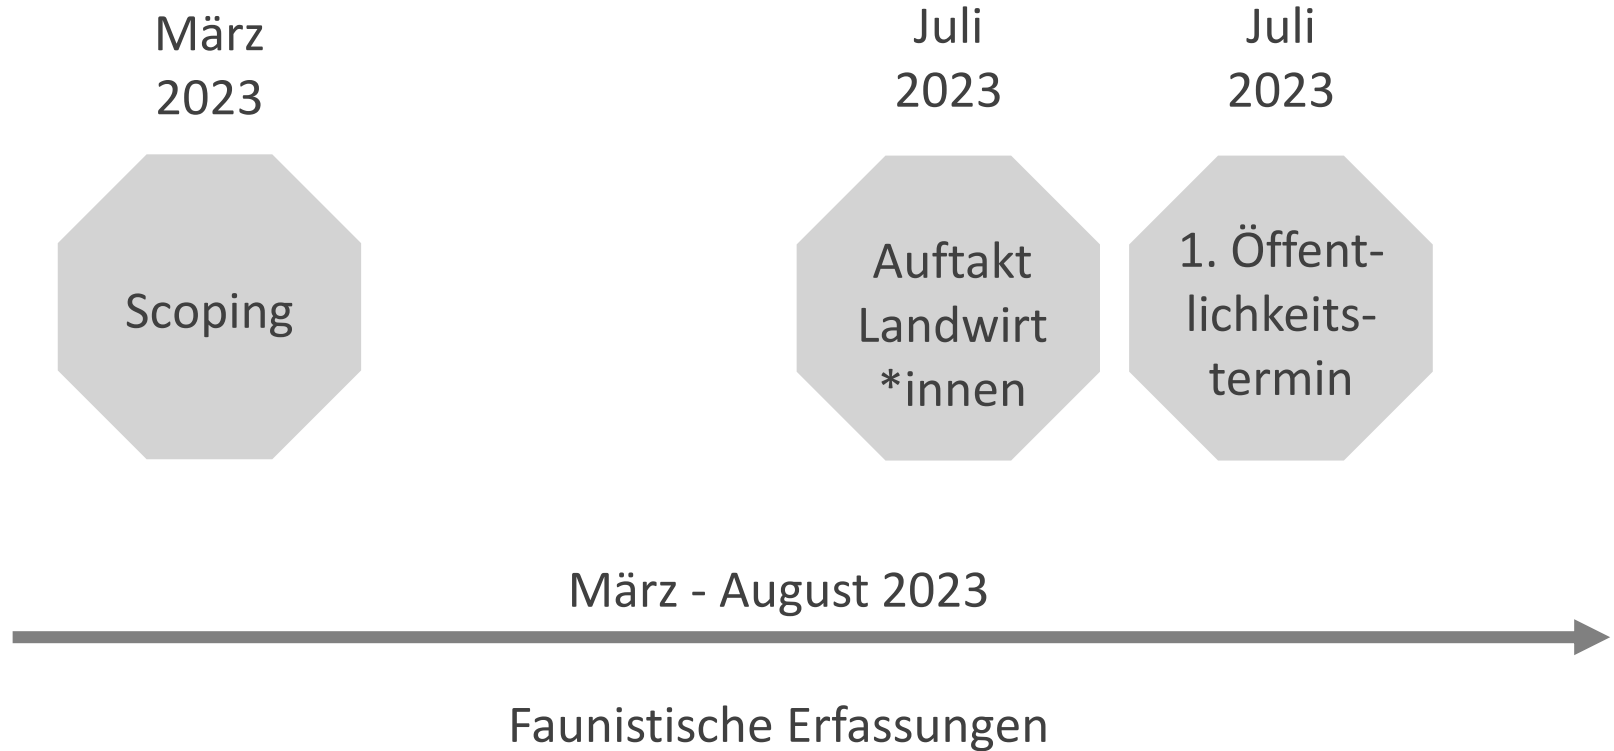 März
2023
Juli
2023
Juli
2023
Scoping
Auftakt
Landwirt
*innen
1. Öffent-
lichkeits-
termin
März - August 2023
Faunistische Erfassungen